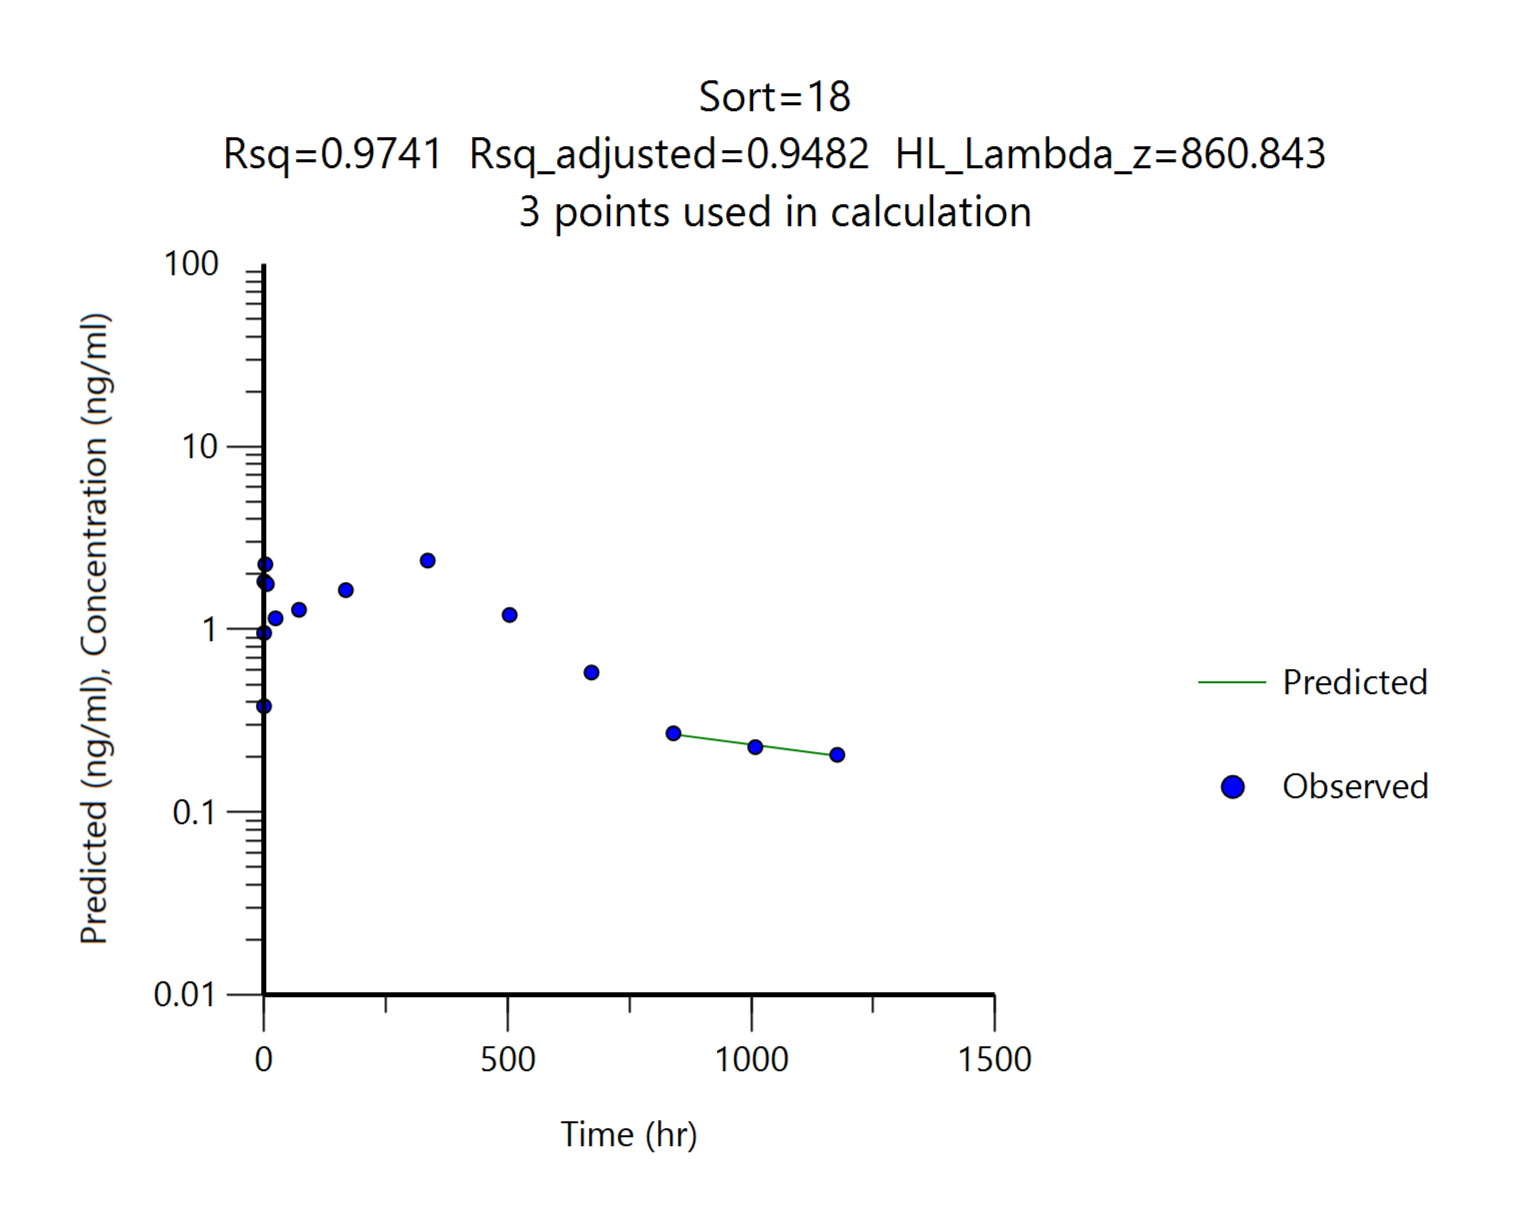 Sort=18
Rsq=0.9741 Rsq_adjusted=0.9482 HL_Lambda_z=860.843
3 points used in calculation
Predicted (ng/ml), Concentration (ng/ml)
100
10
1
0.1
0.01
0 500 1000 1500
Time (hr)
Predicted
Observed